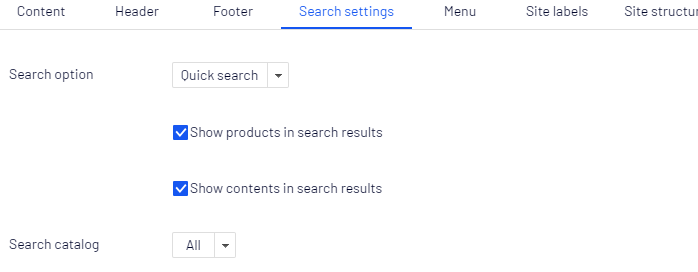 Content Header Footer Search settings Menu Site labels Site structur
Search option Quick search
Show products in search results
Show contents in search results
Search catalog All